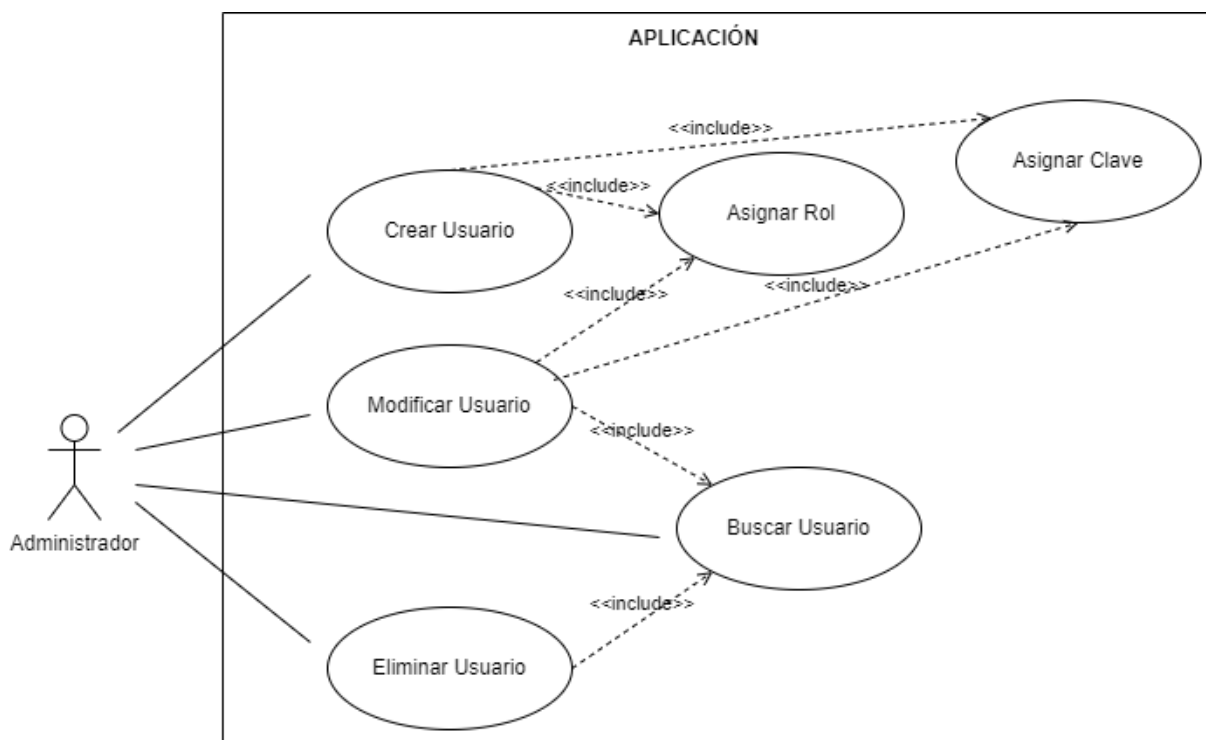 APLICACIÓN
<<include>>
Asignar Clave
<<include>>
Asignar Rol
Crear Usuario
<<include>>
<<include>>
Modificar Usuario
<<include>>
Buscar Usuario
Administrador
<<include>>
Eliminar Usuario